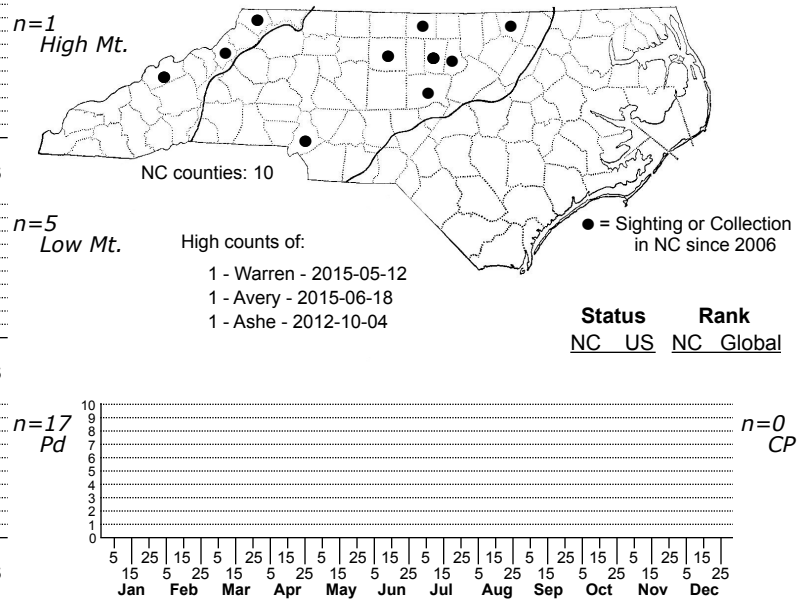 n=1
High Mt.
NC counties: 10
n=5
Low Mt.
High counts of:
1 - Warren - 2015-05-12
1 - Avery - 2015-06-18
1 - Ashe - 2012-10-04
● = Sighting or Collection
in NC since 2006
Status Rank
NC US NC Global
n=17
Pd
10
9
8
7
6
5
4
3
2
1
0
n=0
CP
5 25 15 5 25 15 5 25 15 5 25 15 5 25 15 5 25 15
15 5 25 15 5 25 15 5 25 15 5 25 15 5 25 15 5 25
Jan Feb Mar Apr May Jun Jul Aug Sep Oct Nov Dec